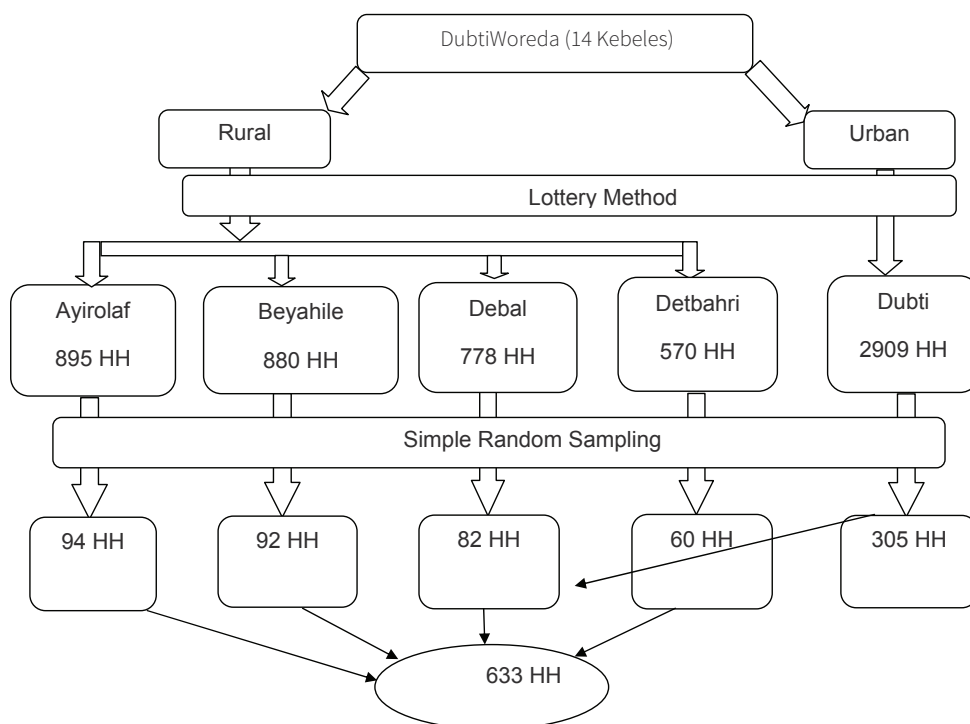 DubtiWoreda (14 Kebeles)
Rural
Urban
Lottery Method
Ayirolaf
895 HH
Beyahile
880 HH
Debal
778 HH
Detbahri
570 HH
Dubti
2909 HH
Simple Random Sampling
94 HH
92 HH
82 HH
60 HH
305 HH
633 HH